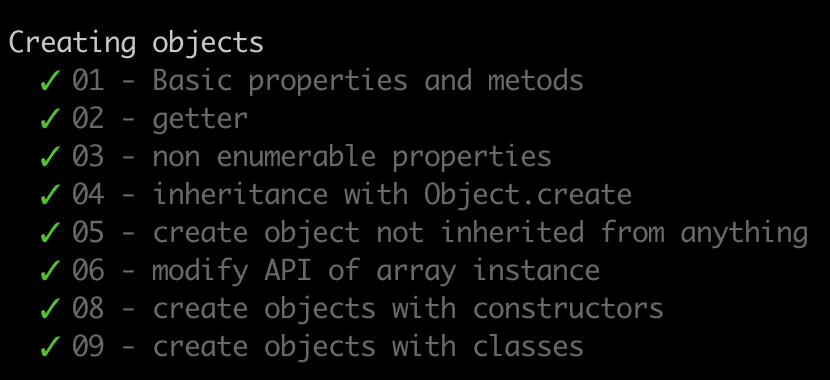 Creating objects
✓ 01 - Basic properties and metods
✓ 02 - getter
✓ 03 - non enumerable properties
✓ 04 - inheritance with Object.create
✓ 05 - create object not inherited from anything
✓ 06 - modify API of array instance
✓ 08 - create objects with constructors
✓ 09 - create objects with classes